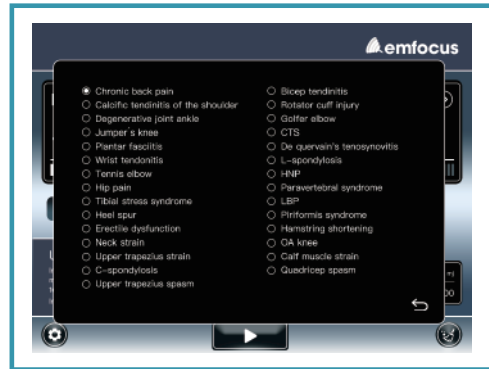 emfocus
Chronic back pain
Calcific tendinitis of the shoulder
Degenerative joint ankle
Jumper's knee
Plantar fasciitis
Wrist tendonitis
Tennis elbow
Hip pain
Tibial stress syndrome
Heel spur
Erectile dysfunction
Neck strain
Upper trapezius strain
C-spondylosis
Upper trapezius spasm
Bicep tendinitis
Rotator cuff injury
Golfer elbow
CTS
De quervain's tenosynovitis
L-spondylosis
HNP
Paravertebral syndrome
LBP
Piriformis syndrome
Hamstring shortening
OA knee
Calf muscle strain
Quadricep spasm
mj
00